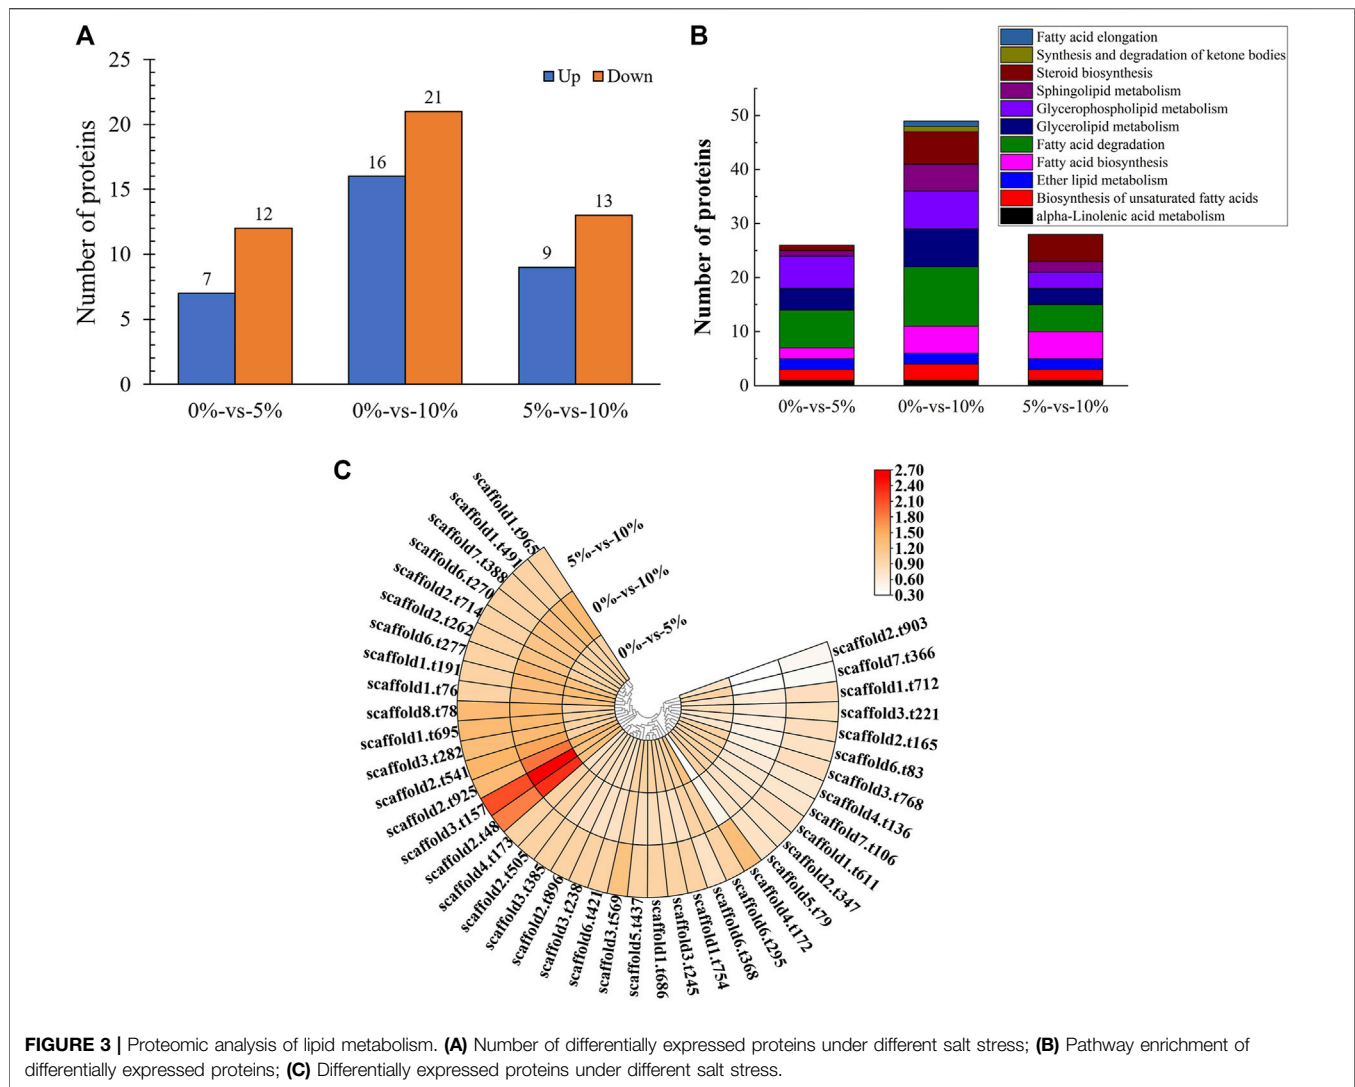 A
25
20
15
10
5
0
Number of proteins
Up Down
7
12
16
21
9
13
0%-vs-5%
0%-vs-10%
5%-vs-10%
B
50
40
30
20
10
0
Number of proteins
Fatty acid elongation
Synthesis and degradation of ketone bodies
Steroid biosynthesis
Sphingolipid metabolism
Glycerophospholipid metabolism
Glycerolipid metabolism
Fatty acid degradation
Fatty acid biosynthesis
Ether lipid metabolism
Biosynthesis of unsaturated fatty acids
alpha-Linolenic acid metabolism
0%-vs-5%
0%-vs-10%
5%-vs-10%
C
2.70
2.40
2.10
1.80
1.50
1.20
0.90
0.60
0.30
5%-vs-10%
0%-vs-10%
0%-vs-5%
scaffold1.t965
scaffold1.t491
scaffold7.t388
scaffold6.t270
scaffold2.t714
scaffold2.t262
scaffold6.t277
scaffold1.t191
scaffold1.t76
scaffold8.t78
scaffold1.t695
scaffold3.t282
scaffold2.t541
scaffold2.t925
scaffold3.t157
scaffold2.t48
scaffold4.t173
scaffold2.t505
scaffold3.t385
scaffold2.t896
scaffold3.t238
scaffold6.t421
scaffold3.t569
scaffold5.t437
scaffold1.t686
scaffold3.t245
scaffold1.t754
scaffold6.t368
scaffold6.t295
scaffold4.t172
scaffold5.t79
scaffold2.t347
scaffold1.t611
scaffold7.t106
scaffold4.t136
scaffold3.t768
scaffold6.t83
scaffold2.t165
scaffold3.t221
scaffold1.t712
scaffold7.t366
scaffold2.t903
FIGURE 3 | Proteomic analysis of lipid metabolism. (A) Number of differentially expressed proteins under different salt stress; (B) Pathway enrichment of
differentially expressed proteins; (C) Differentially expressed proteins under different salt stress.